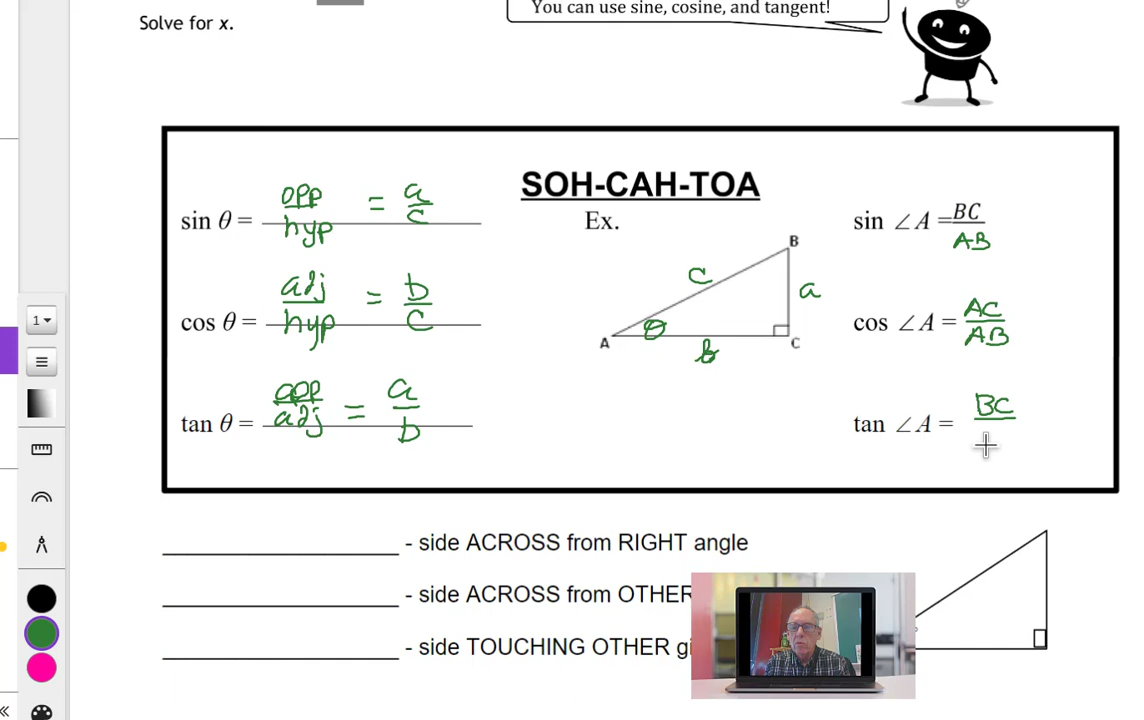 You can use sine, cosine, and tangent!
Solve for x.
SOH-CAH-TOA
sin θ = opp/hyp = a/c
Ex.
sin ∠A = BC/AB
B
c
a
cos θ = adj/hyp = b/c
cos ∠A = AC/AB
A
θ
C
b
tan θ = opp/adj = a/b
tan ∠A = BC
- side ACROSS from RIGHT angle
- side ACROSS from OTHER
- side TOUCHING OTHER gi
1